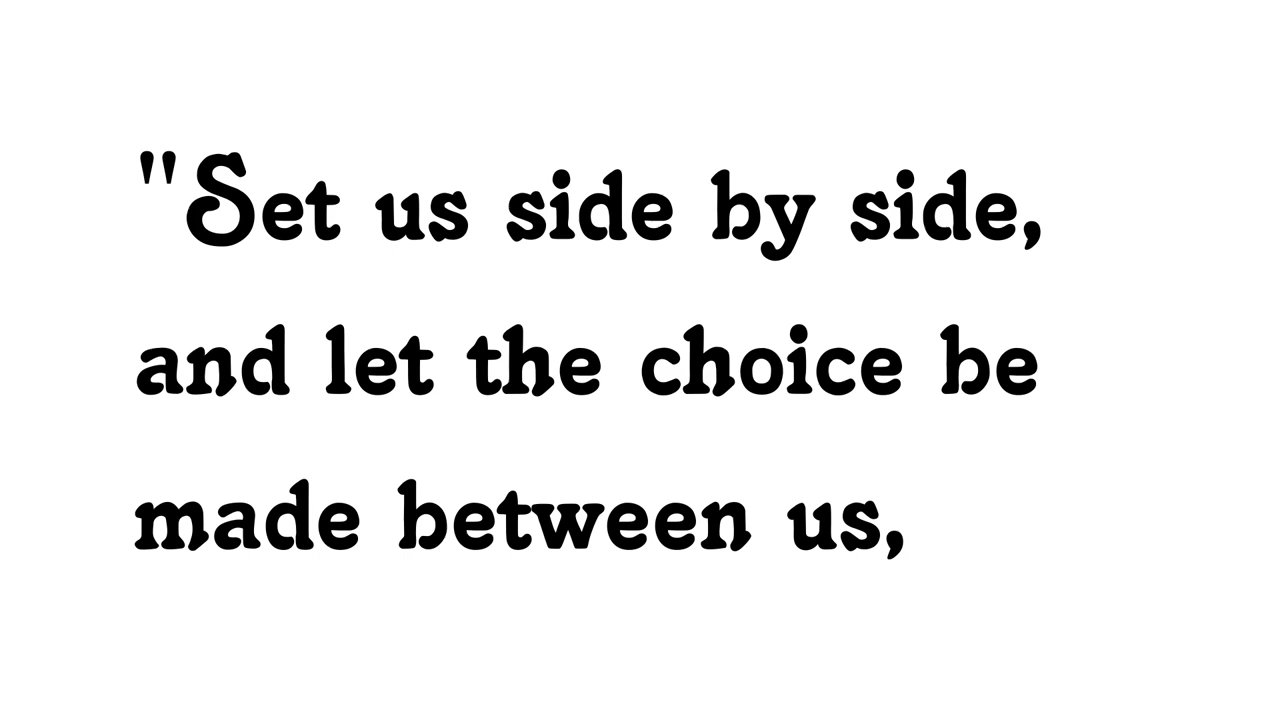 "Set us side by side,
and let the choice be
made between us,